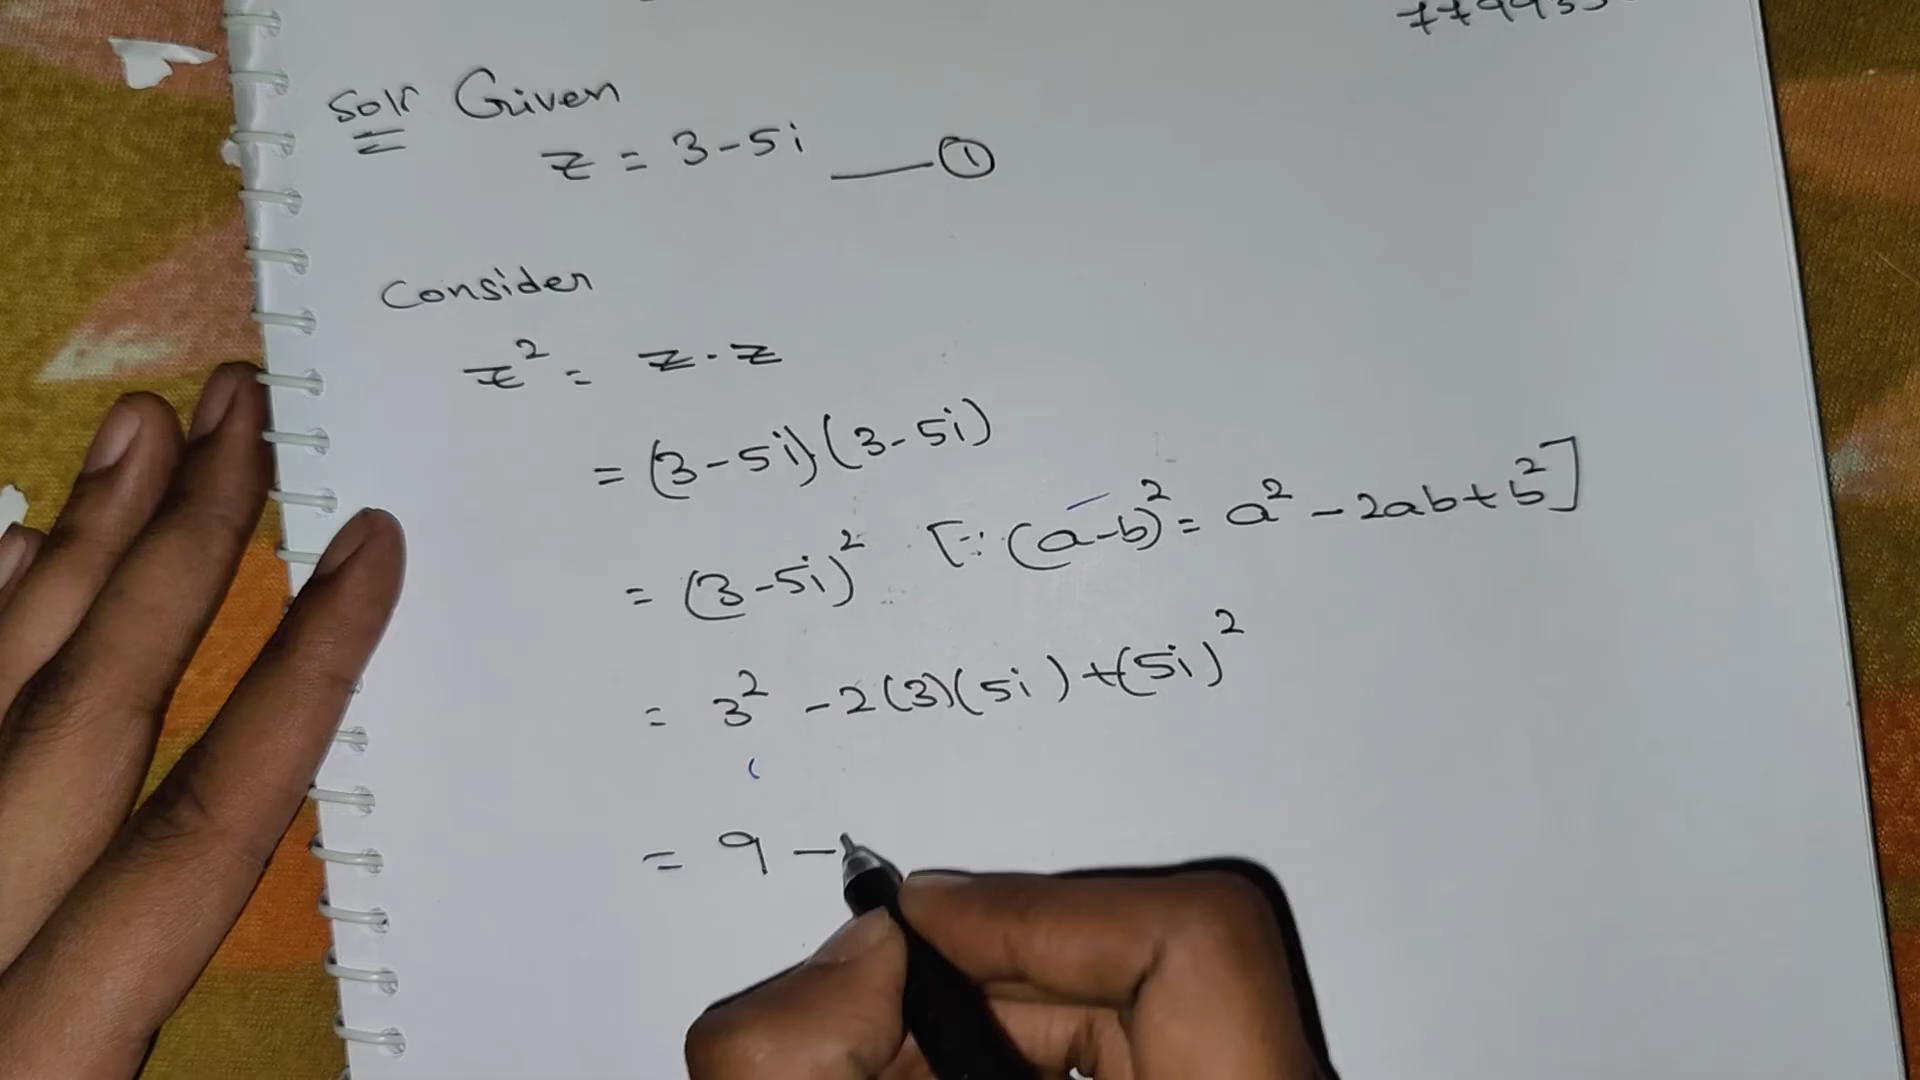 Soln Given
z = 3-5i ——①
Consider
z² = z·z
= (3-5i)(3-5i)
= (3-5i)² [∵ (a-b)² = a² - 2ab + b²]
= 3² - 2(3)(5i) + (5i)²
= 9 -